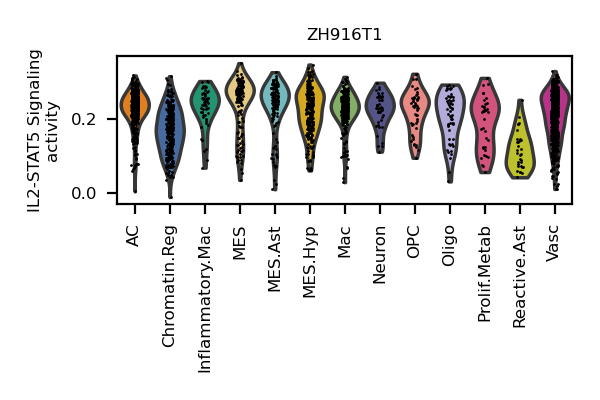 ZH916T1
IL2-STAT5 Signaling
activity
0.2
0.0
AC
Chromatin.Reg
Inflammatory.Mac
MES
MES.Ast
MES.Hyp
Mac
Neuron
OPC
Oligo
Prolif.Metab
Reactive.Ast
Vasc